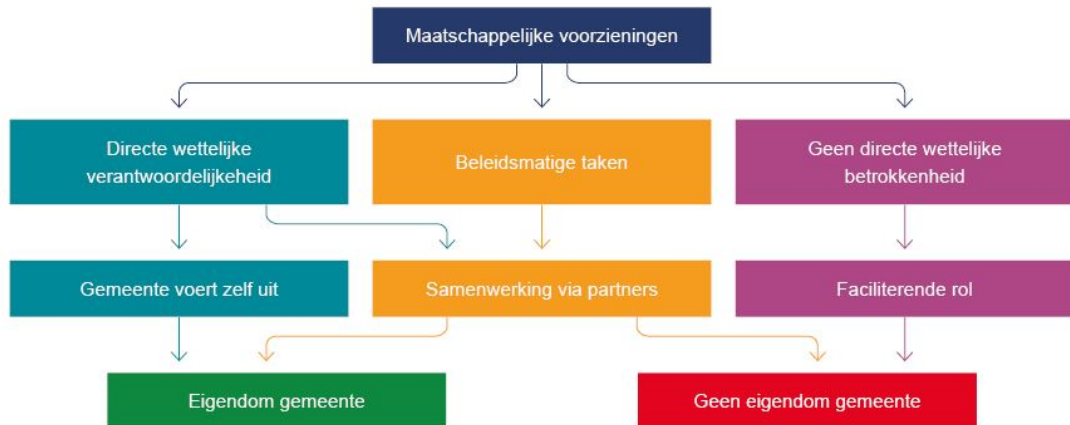 Maatschappelijke voorzieningen
Directe wettelijke
verantwoordelijkeheid
Beleidsmatige taken
Geen directe wettelijke
betrokkenheid
Gemeente voert zelf uit
Samenwerking via partners
Faciliterende rol
Eigendom gemeente
Geen eigendom gemeente